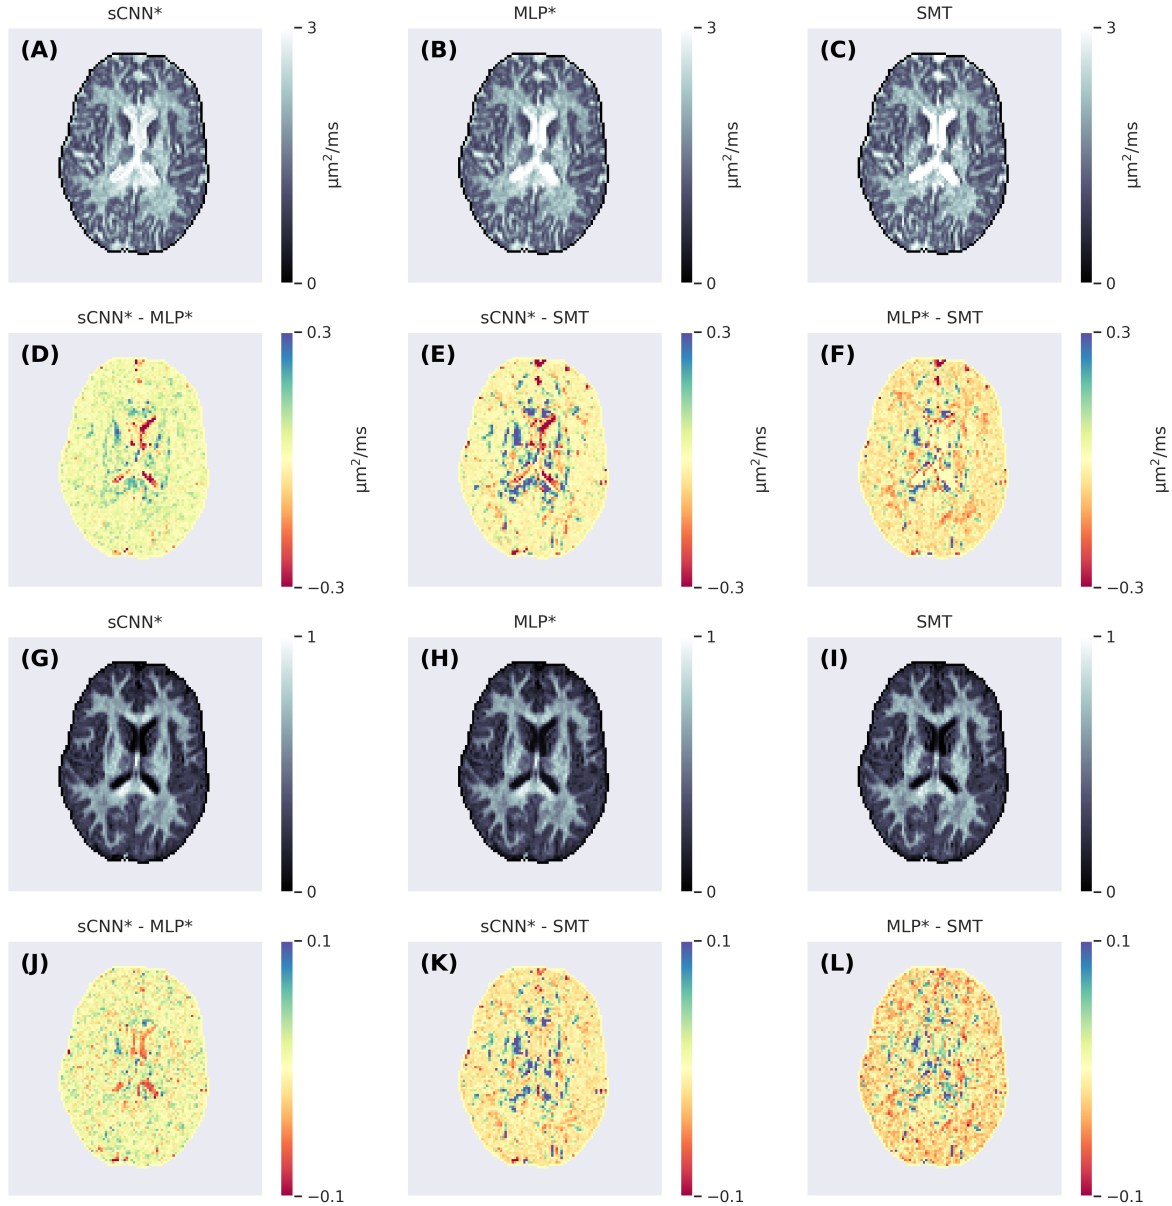 sCNN* MLP* SMT
(A) 3 (B) 3 (C) 3
μm²/ms μm²/ms μm²/ms
0 0 0
sCNN* - MLP* sCNN* - SMT MLP* - SMT
(D) 0.3 (E) 0.3 (F) 0.3
μm²/ms μm²/ms μm²/ms
−0.3 −0.3 −0.3
sCNN* MLP* SMT
(G) 1 (H) 1 (I) 1
0 0 0
sCNN* - MLP* sCNN* - SMT MLP* - SMT
(J) 0.1 (K) 0.1 (L) 0.1
−0.1 −0.1 −0.1